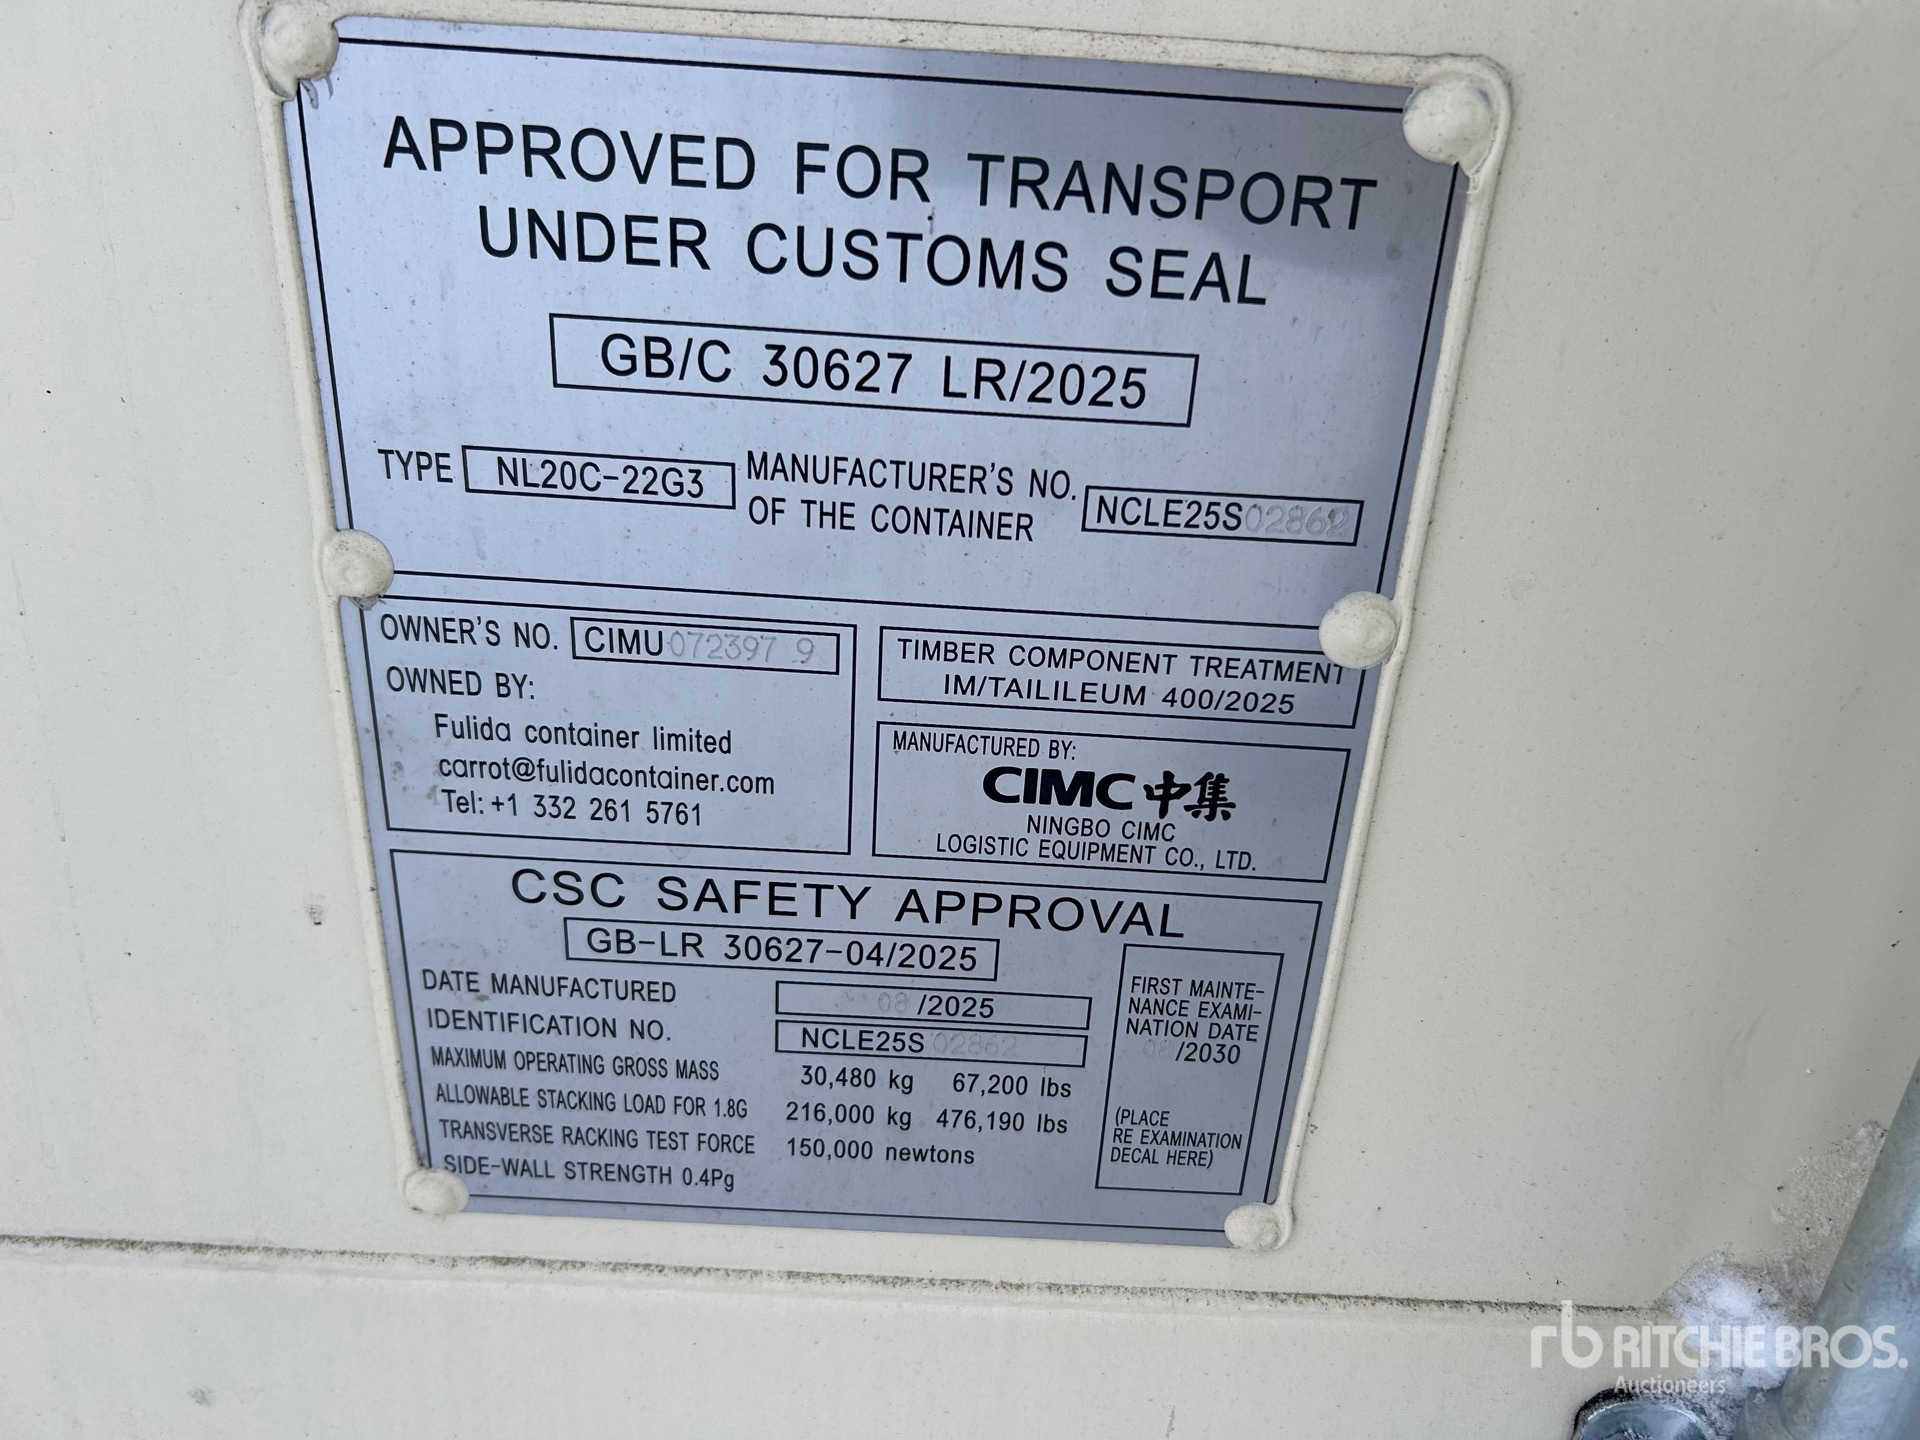 APPROVED FOR TRANSPORT
UNDER CUSTOMS SEAL
GB/C 30627 LR/2025
TYPE NL20C-22G3 MANUFACTURER'S NO.
OF THE CONTAINER NCLE25S02862
OWNER'S NO. CIMU 072397 9
OWNED BY:
Fulida container limited
carrot@fulidacontainer.com
Tel: +1 332 261 5761
TIMBER COMPONENT TREATMENT
IM/TAILILEUM 400/2025
MANUFACTURED BY:
CIMC 中集
NINGBO CIMC
LOGISTIC EQUIPMENT CO., LTD.
CSC SAFETY APPROVAL
GB-LR 30627-04/2025
DATE MANUFACTURED 08/2025
IDENTIFICATION NO. NCLE25S02862
MAXIMUM OPERATING GROSS MASS 30,480 kg 67,200 lbs
ALLOWABLE STACKING LOAD FOR 1.8G 216,000 kg 476,190 lbs
TRANSVERSE RACKING TEST FORCE 150,000 newtons
SIDE-WALL STRENGTH 0.4Pg
FIRST MAINTE-
NANCE EXAMI-
NATION DATE
08/2030
(PLACE
RE EXAMINATION
DECAL HERE)
rb RITCHIE BROS.
Auctioneers